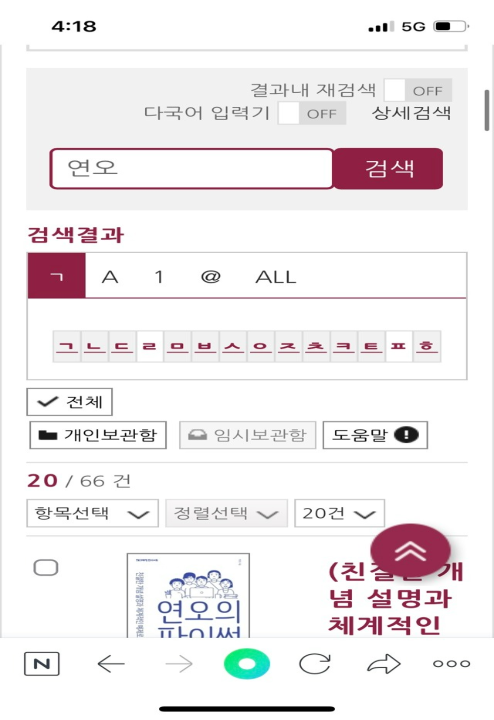 4:18 5G
결과내 재검색 OFF
다국어 입력기 OFF 상세검색
연오 검색
검색결과
ㄱ A 1 @ ALL
ㄱ ㄴ ㄷ ㄹ ㅁ ㅂ ㅅ ㅇ ㅈ ㅊ ㅋ ㅌ ㅍ ㅎ
전체
개인보관함 임시보관함 도움말
20 / 66 건
항목선택 정렬선택 20건
(친절한 개
념 설명과
체계적인
연오의
파이썬
N